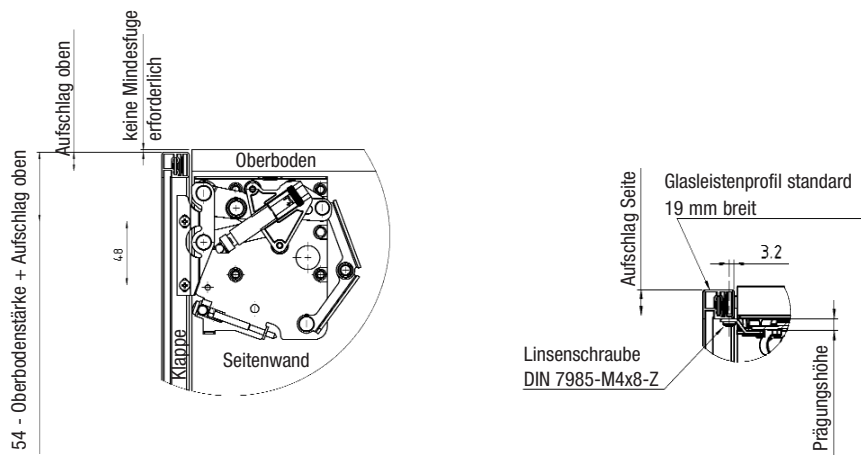 54 - Oberbodenstärke + Aufschlag oben
Aufschlag oben
keine Mindesfuge
erforderlich
Oberboden
48
Klappe
Seitenwand
Aufschlag Seite
Glasleistenprofil standard
19 mm breit
3.2
Linsenschraube
DIN 7985-M4x8-Z
Prägungshöhe